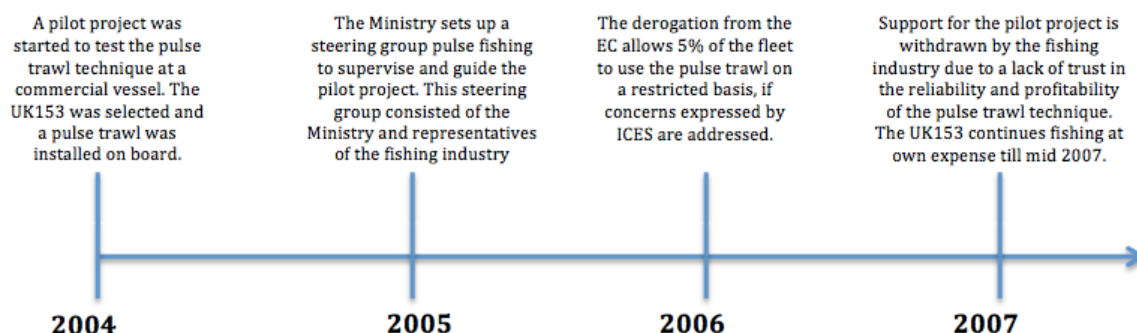 A pilot project was
started to test the pulse
trawl technique at a
commercial vessel. The
UK153 was selected and
a pulse trawl was
installed on board.
The Ministry sets up a
steering group pulse fishing
to supervise and guide the
pilot project. This steering
group consisted of the
Ministry and representatives
of the fishing industry
The derogation from the
EC allows 5% of the fleet
to use the pulse trawl on
a restricted basis, if
concerns expressed by
ICES are addressed.
Support for the pilot project is
withdrawn by the fishing
industry due to a lack of trust in
the reliability and profitability
of the pulse trawl technique.
The UK153 continues fishing at
own expense till mid 2007.
2004
2005
2006
2007